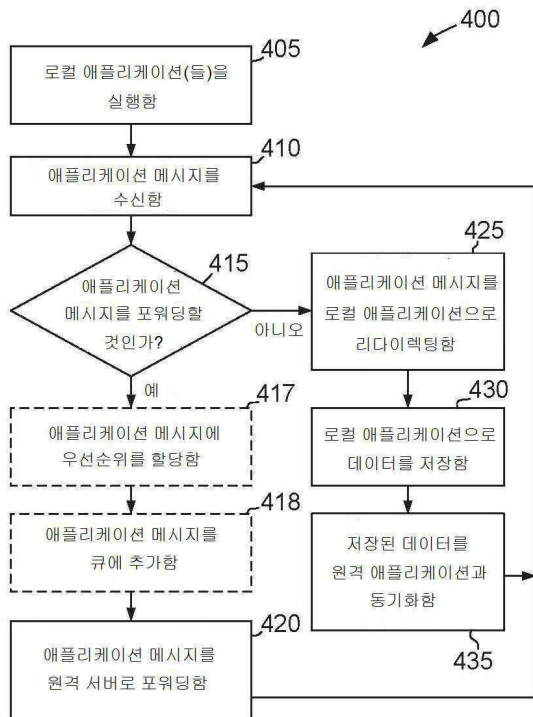 400
405
로컬 애플리케이션(들)을
실행함
410
애플리케이션 메시지를
수신함
415
애플리케이션
메시지를 포워딩할
것인가?
아니오
예
425
애플리케이션 메시지를
로컬 애플리케이션으로
리다이렉팅함
417
애플리케이션 메시지에
우선순위를 할당함
430
로컬 애플리케이션으로
데이터를 저장함
418
애플리케이션 메시지를
큐에 추가함
저장된 데이터를
원격 애플리케이션과
동기화함
435
420
애플리케이션 메시지를
원격 서버로 포워딩함